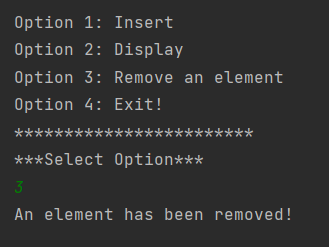 Option 1: Insert
Option 2: Display
Option 3: Remove an element
Option 4: Exit!
************************
***Select Option***
3
An element has been removed!